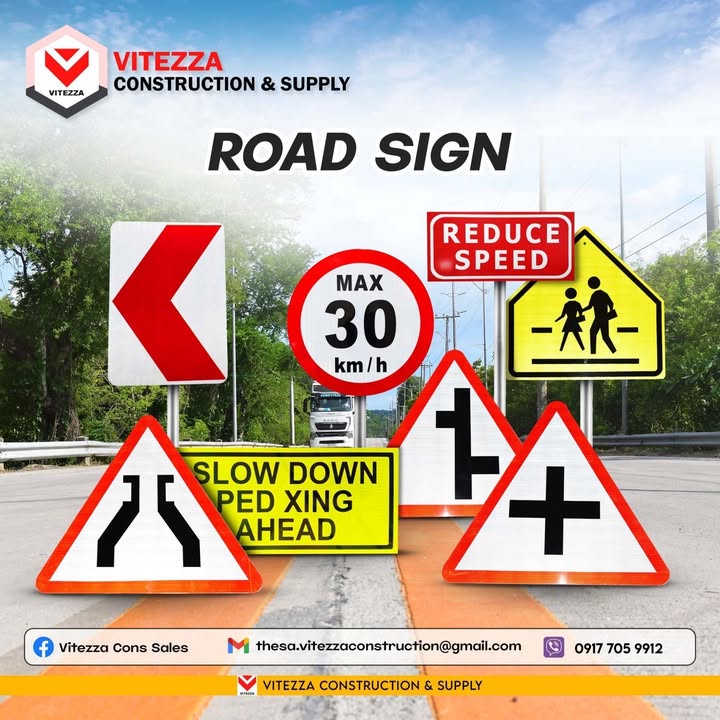 VITEZZA
VITEZZA
CONSTRUCTION & SUPPLY
ROAD SIGN
REDUCE
SPEED
MAX
30
km/h
SLOW DOWN
PED XING
AHEAD
Vitezza Cons Sales
thesa.vitezzaconstruction@gmail.com
0917 705 9912
VITEZZA
VITEZZA CONSTRUCTION & SUPPLY